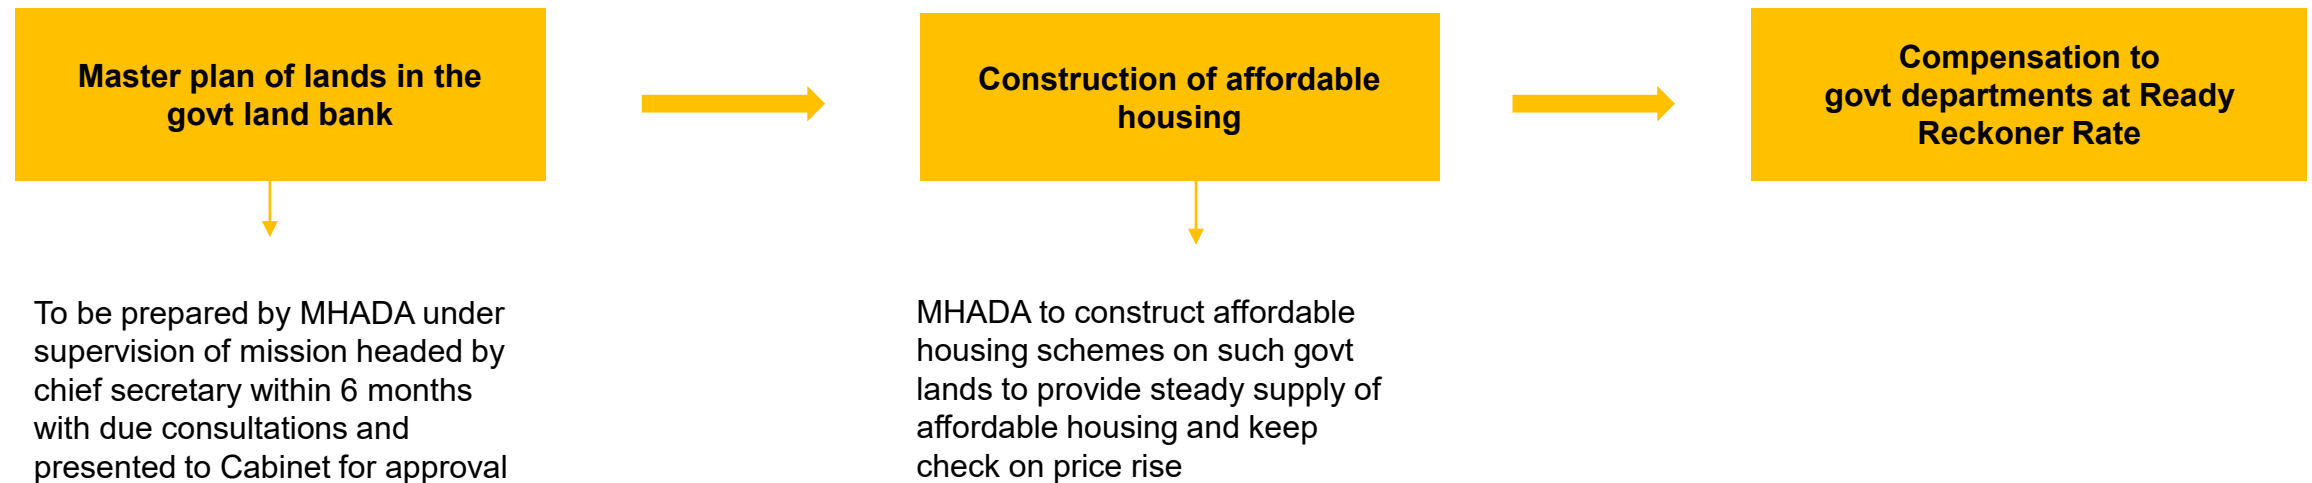 Master plan of lands in the
govt land bank
Construction of affordable
housing
Compensation to
govt departments at Ready
Reckoner Rate
To be prepared by MHADA under
supervision of mission headed by
chief secretary within 6 months
with due consultations and
presented to Cabinet for approval
MHADA to construct affordable
housing schemes on such govt
lands to provide steady supply of
affordable housing and keep
check on price rise